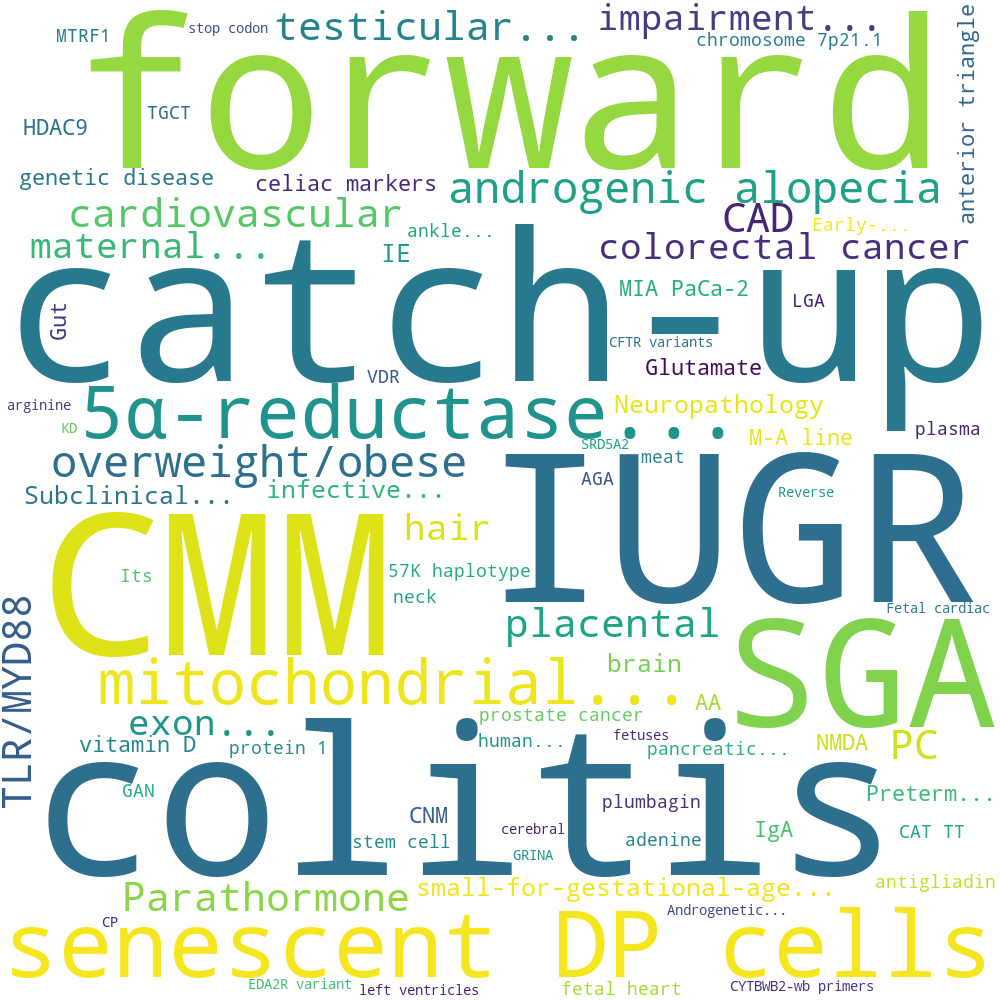 forward
MTRF1
stop codon
testicular...
impairment...
chromosome 7p21.1
anterior triangle
HDAC9
TGCT
genetic disease
celiac markers
androgenic alopecia
cardiovascular
CAD
Early-...
maternal...
IE
ankle...
colorectal cancer
catch-up
Gut
MIA PaCa-2
LGA
CFTR variants
Glutamate
VDR
arginine
KD
5α-reductase...
Neuropathology
plasma
M-A line
SRD5A2
meat
overweight/obese
AGA
Subclinical...
infective...
Reverse
IUGR
CMM
hair
Its
57K haplotype
neck
Fetal cardiac
TLR/MYD88
placental
SGA
mitochondrial...
brain
AA
exon...
prostate cancer
vitamin D
protein 1
human...
fetuses
pancreatic...
NMDA
PC
colitis
GAN
plumbagin
Preterm...
CNM
cerebral
stem cell
adenine
IgA
CAT TT
GRINA
Parathormone
small-for-gestational-age...
antigliadin
CP
Androgenetic...
senescent DP cells
EDA2R variant
left ventricles
fetal heart
CYTBWB2-wb primers